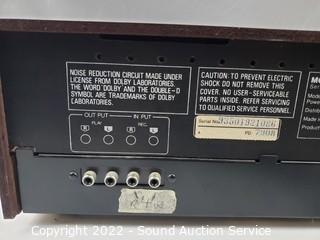 NOISE REDUCTION CIRCUIT MADE UNDER
LICENSE FROM DOLBY LABORATORIES.
THE WORD DOLBY AND THE DOUBLE-D
SYMBOL ARE TRADEMARKS OF DOLBY
LABORATORIES.
CAUTION: TO PREVENT ELECTRIC
SHOCK DO NOT REMOVE THIS
COVER. NO USER-SERVICEABLE
PARTS INSIDE. REFER SERVICING
TO QUALIFIED PERSONNEL.
Serial No.
PD. 7908
OUT PUT
IN PUT
PLAY
REC.
R
L
R
L
Copyright 2022 - Sound Auction Service